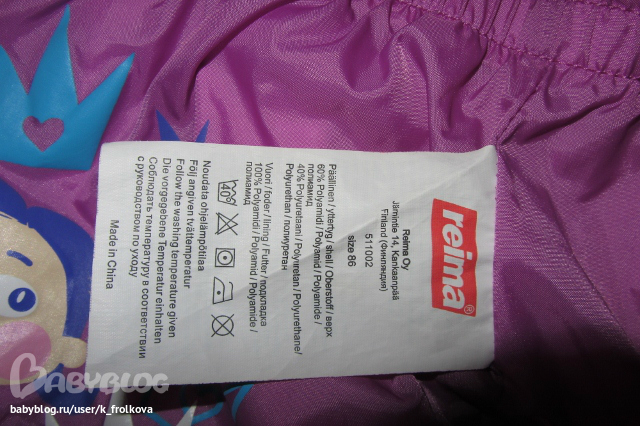 reima®
Reima Oy
Jämintie 14, Kankaanpää
Finland (Финляндия)
511002
size 86
Päällinen / yttertyg / shell / Oberstoff / верх
60% Polyamidi / Polyamid / Polyamide /
полиамид
40% Polyuretaani / Polyuretan / Polyurethane/
Polyurethan / полиуретан
Vuori / foder / lining / Futter / подкладка
100% Polyamidi / Polyamid / Polyamide /
полиамид
Noudata ohjelämpötilaa
Följ angiven tvättemperatur
Follow the washing temperature given
Die vorgegebene Temperatur einhalten
Соблюдать температуру в соответствии
с руководством по уходу
Made in China
BABYBLOG
babyblog.ru/user/k_frolkova